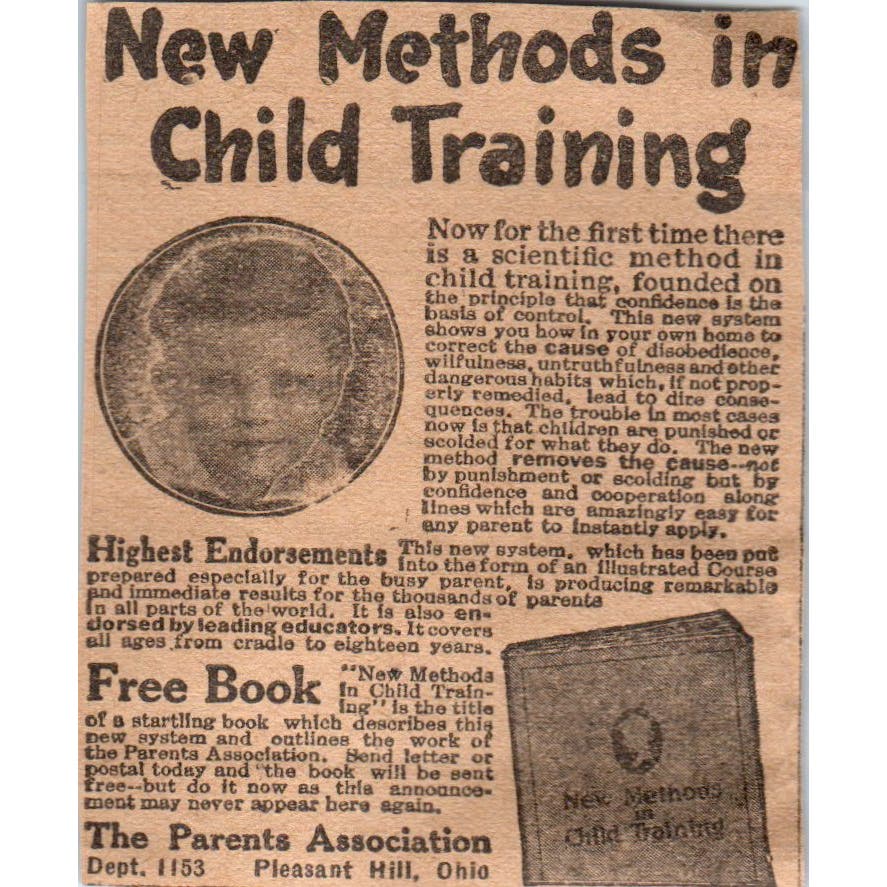 New Methods in
Child Training
Now for the first time there
is a scientific method in
child training, founded on
the principle that confidence is the
basis of control. This new system
shows you how in your own home to
correct the cause of disobedience,
wilfulness, untruthfulness and other
dangerous habits which, if not prop-
erly remedied, lead to dire conse-
quences. The trouble in most cases
now is that children are punished or
scolded for what they do. The new
method removes the cause--not
by punishment or scolding but by
confidence and cooperation along
lines which are amazingly easy for
any parent to instantly apply.
Highest Endorsements This new system, which has been put
into the form of an illustrated Course
prepared especially for the busy parent, is producing remarkable
and immediate results for the thousands of parents
in all parts of the world. It is also en-
dorsed by leading educators. It covers
all ages from cradle to eighteen years.
Free Book "New Methods
in Child Train-
ing" is the title
of a startling book which describes this
new system and outlines the work of
the Parents Association. Send letter or
postal today and the book will be sent
free--but do it now as this announce-
ment may never appear here again.
The Parents Association
Dept. 1153 Pleasant Hill, Ohio
New Methods
in
Child Training